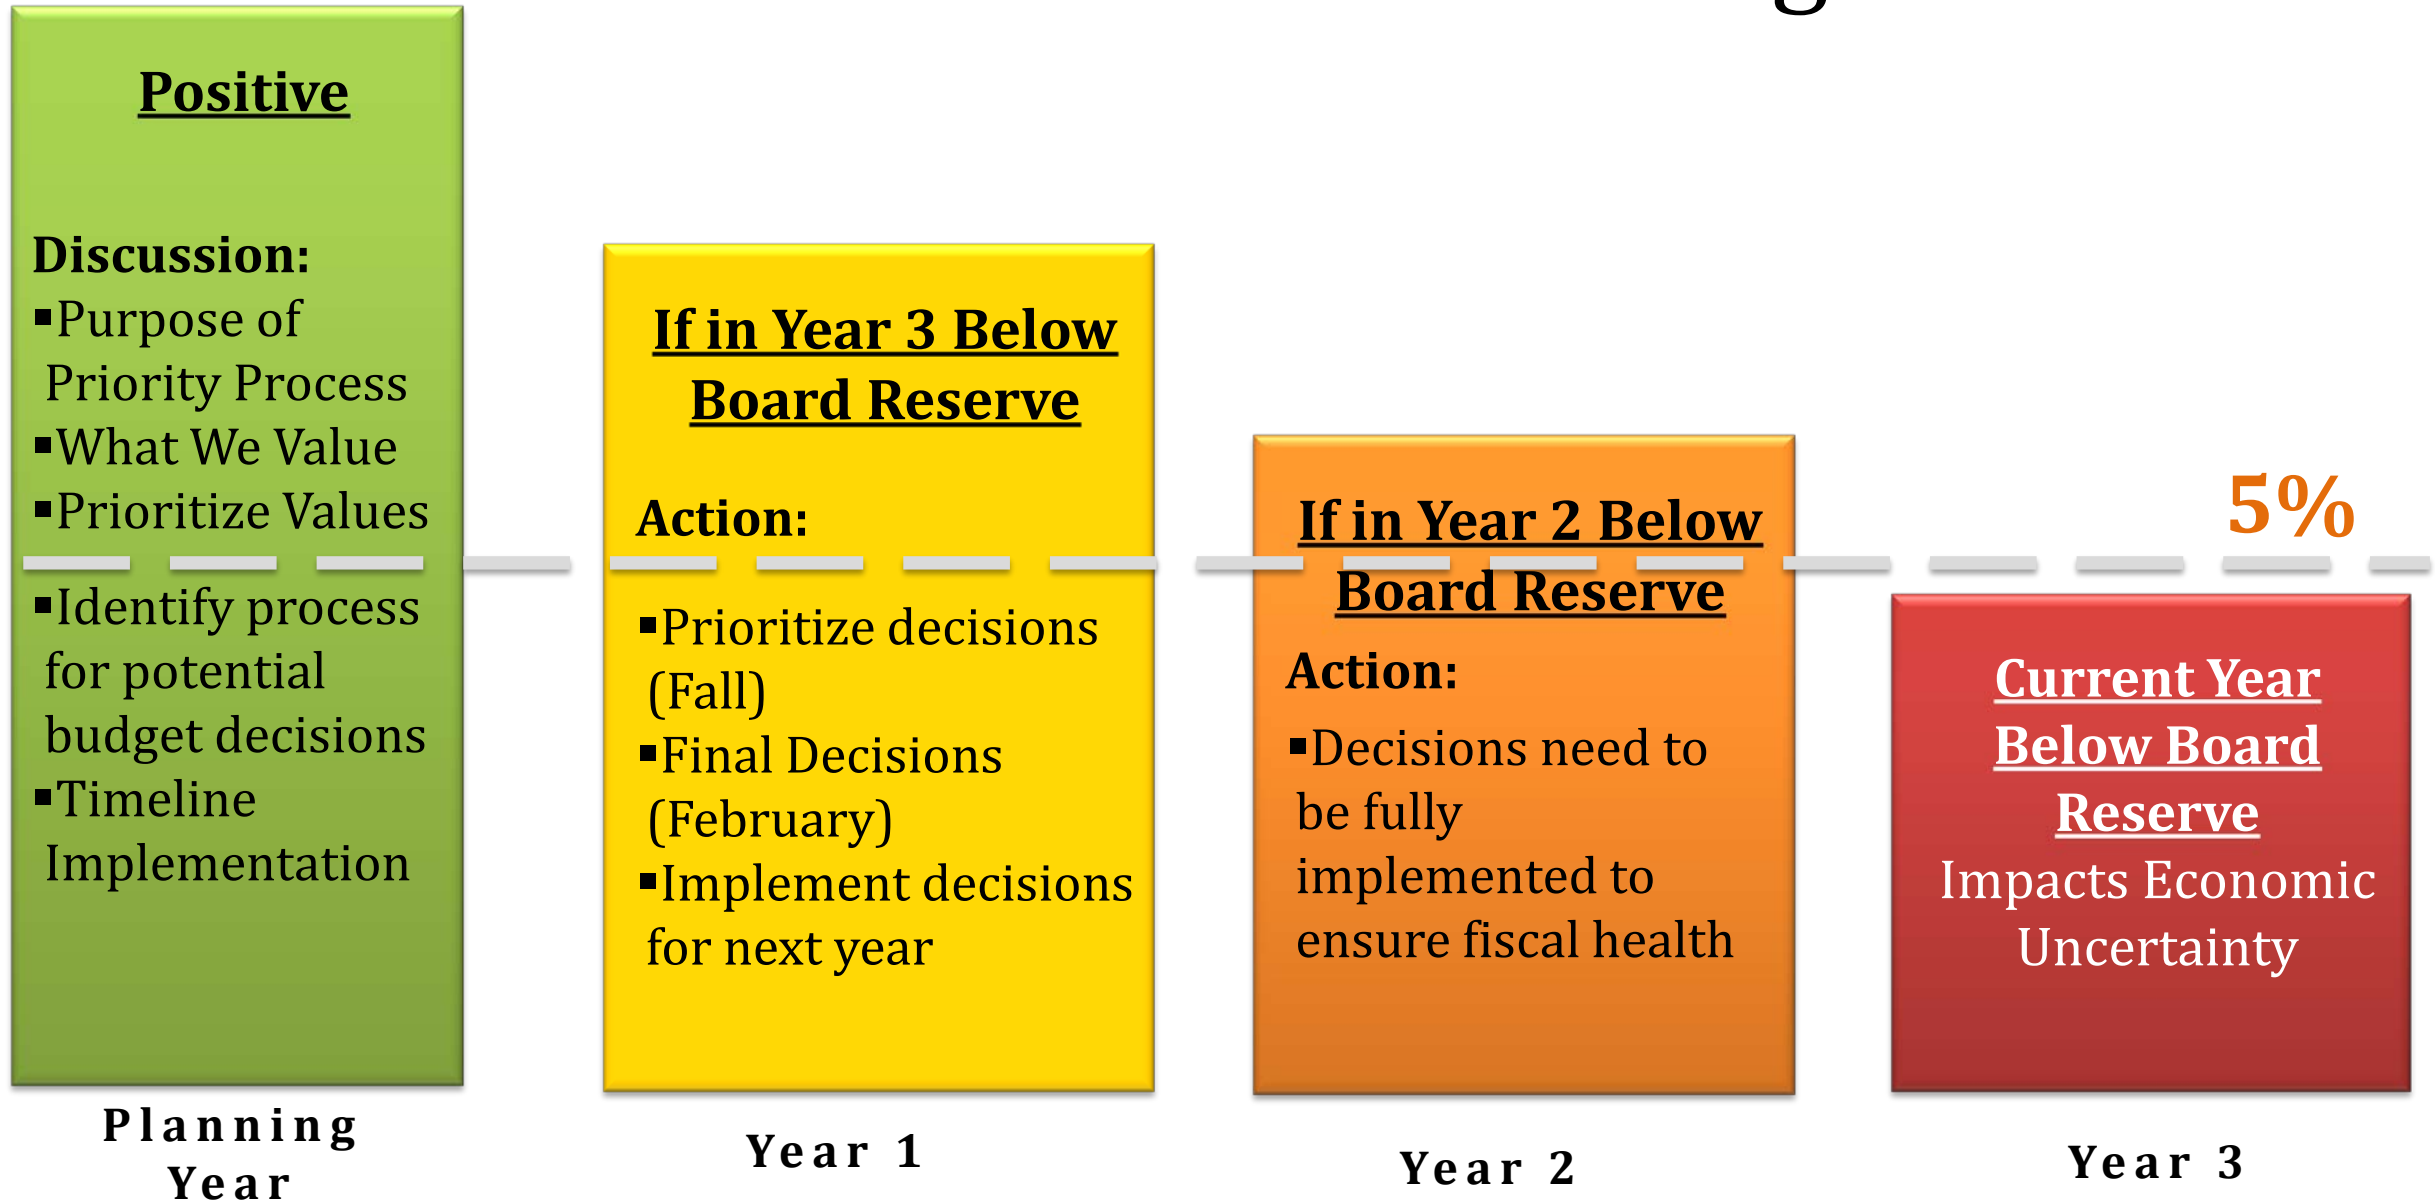 Positive
Discussion:
▪Purpose of
Priority Process
▪What We Value
▪Prioritize Values
▪Identify process
for potential
budget decisions
▪Timeline
Implementation
Planning
Year
If in Year 3 Below
Board Reserve
Action:
▪Prioritize decisions
(Fall)
▪Final Decisions
(February)
▪Implement decisions
for next year
Year 1
If in Year 2 Below
Board Reserve
Action:
▪Decisions need to
be fully
implemented to
ensure fiscal health
Year 2
5%
Current Year
Below Board
Reserve
Impacts Economic
Uncertainty
Year 3